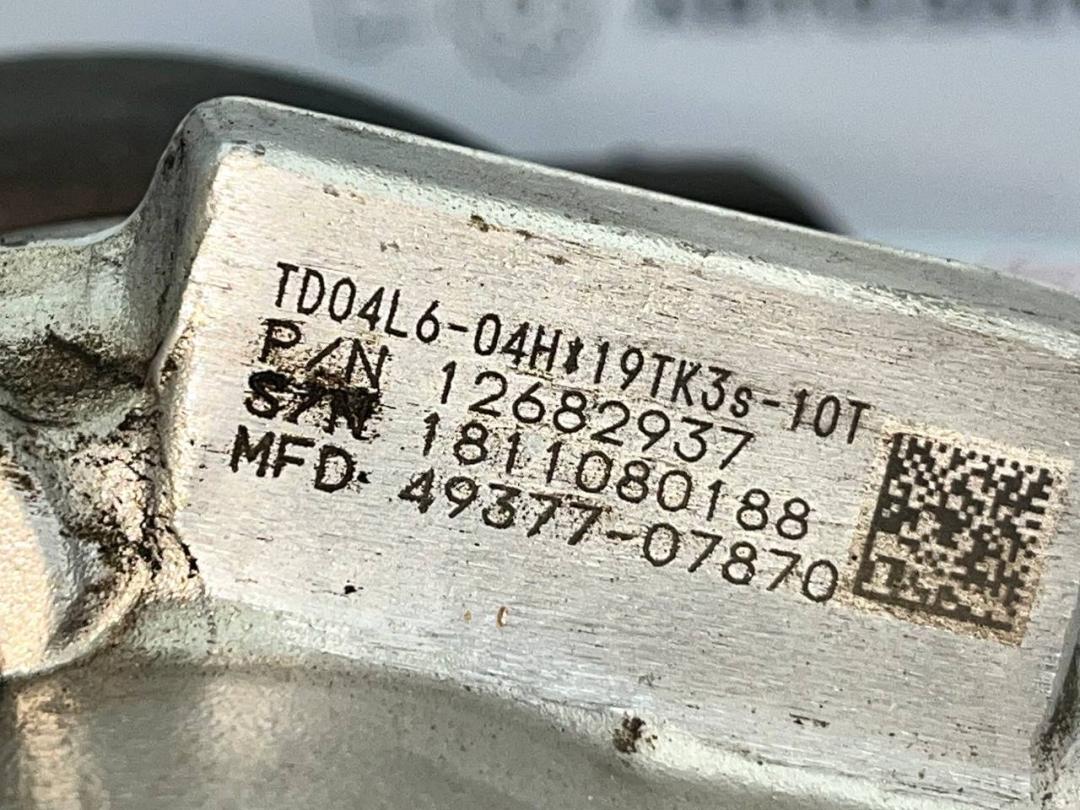 TD04L6-04H*19TK3s-10T
P/N 12682937
S/N 1811080188
MFD. 49377-07870